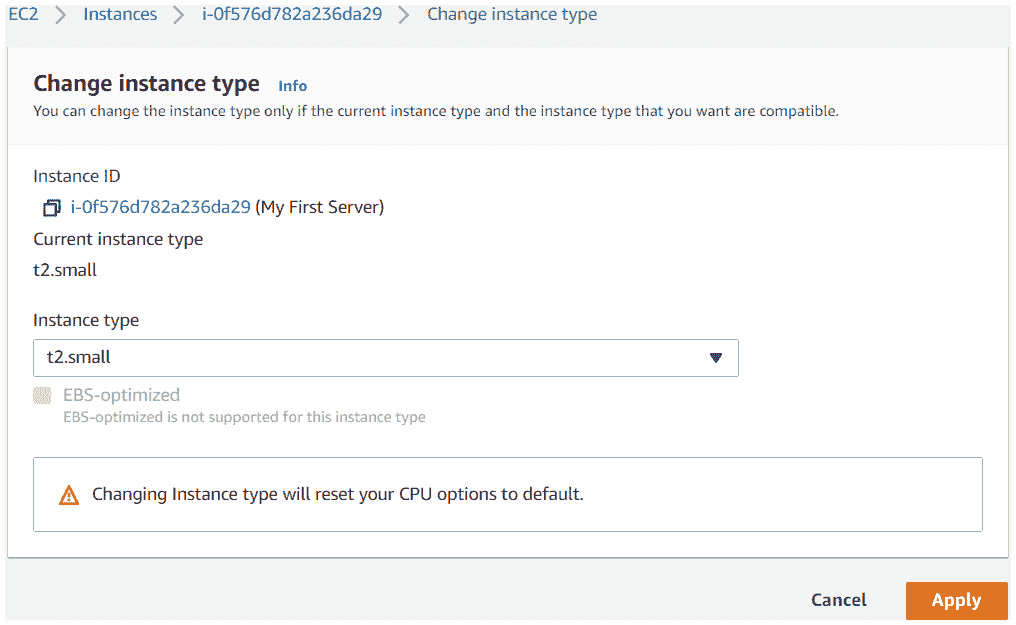 EC2 > Instances > i-0f576d782a236da29 > Change instance type
Change instance type Info
You can change the instance type only if the current instance type and the instance type that you want are compatible.
Instance ID
i-0f576d782a236da29 (My First Server)
Current instance type
t2.small
Instance type
t2.small
EBS-optimized
EBS-optimized is not supported for this instance type
Changing Instance type will reset your CPU options to default.
Cancel Apply